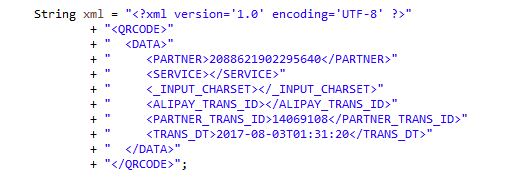 String xml = "<?xml version='1.0' encoding='UTF-8' ?>"
+ "<QRCODE>"
+ "  <DATA>"
+ "     <PARTNER>2088621902295640</PARTNER>"
+ "     <SERVICE></SERVICE>"
+ "     <_INPUT_CHARSET></_INPUT_CHARSET>"
+ "     <ALIPAY_TRANS_ID></ALIPAY_TRANS_ID>"
+ "     <PARTNER_TRANS_ID>14069108</PARTNER_TRANS_ID>"
+ "     <TRANS_DT>2017-08-03T01:31:20</TRANS_DT>"
+ "  </DATA>"
+ "</QRCODE>";